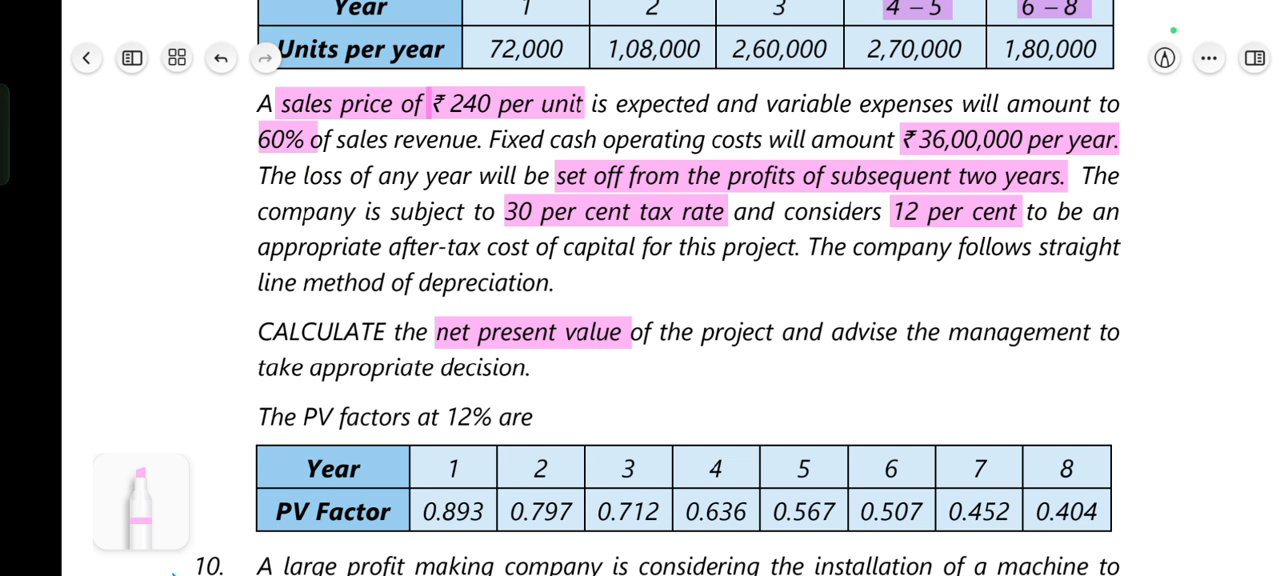 Year 1 2 3 4 – 5 6 – 8
Units per year 72,000 1,08,000 2,60,000 2,70,000 1,80,000
A sales price of ₹ 240 per unit is expected and variable expenses will amount to
60% of sales revenue. Fixed cash operating costs will amount ₹ 36,00,000 per year.
The loss of any year will be set off from the profits of subsequent two years. The
company is subject to 30 per cent tax rate and considers 12 per cent to be an
appropriate after-tax cost of capital for this project. The company follows straight
line method of depreciation.
CALCULATE the net present value of the project and advise the management to
take appropriate decision.
The PV factors at 12% are
Year 1 2 3 4 5 6 7 8
PV Factor 0.893 0.797 0.712 0.636 0.567 0.507 0.452 0.404
10. A large profit making company is considering the installation of a machine to